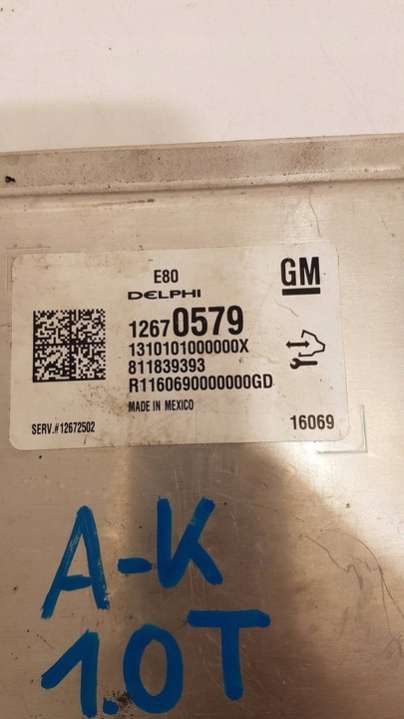 E80
DELPHI
GM
12670579
1310101000000X
811839393
R1160690000000GD
MADE IN MEXICO
SERV.#12672502
16069
A-K
1.0T